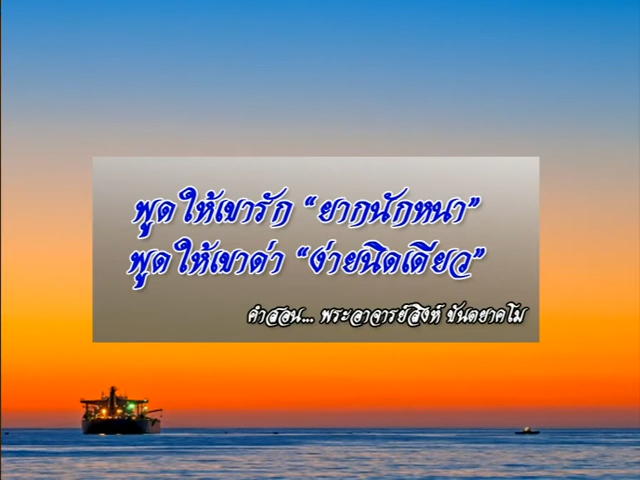 พูดให้เขารัก “ยากนักหนา”
พูดให้เขาด่า “ง่ายนิดเดียว”
คำสอน... พระอาจารย์สิงห์ ขันตยาคโม